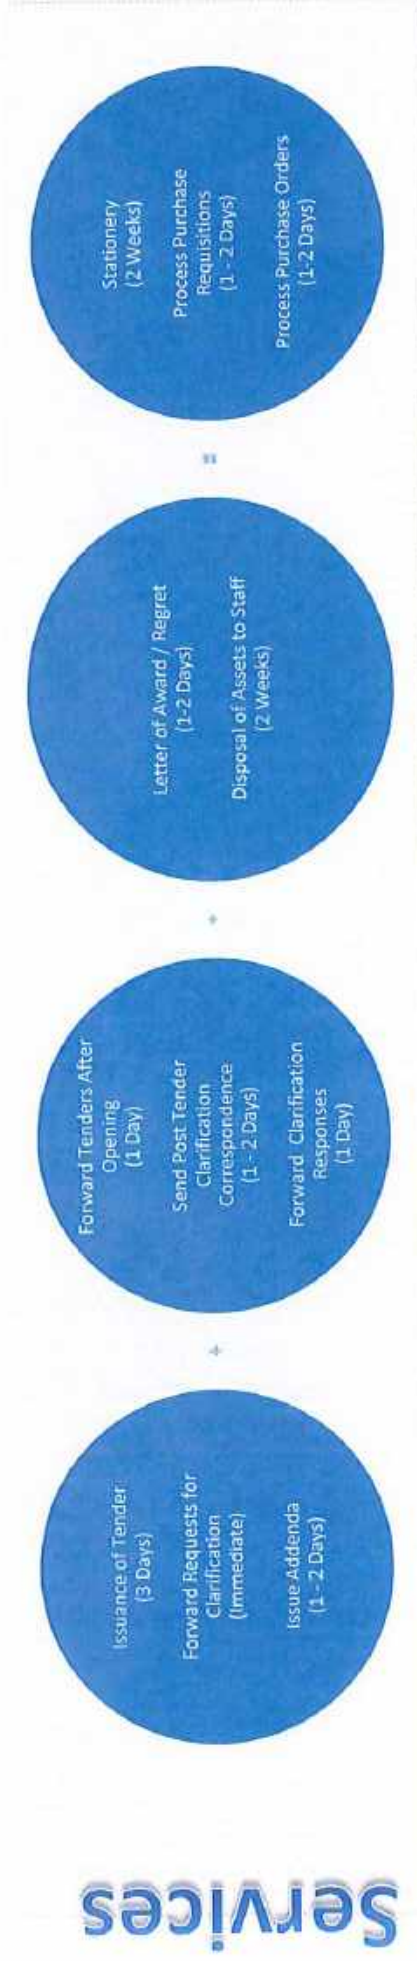 Services
Issuance of Tender
(3 Days)
Forward Requests for
Clarification
(Immediate)
Issue Addenda
(1 - 2 Days)
+
Forward Tenders After
Opening
(1 Day)
Send Post Tender
Clarification
Correspondence
(1 - 2 Days)
Forward Clarification
Responses
(1 Day)
+
Letter of Award / Regret
(1-2 Days)
Disposal of Assets to Staff
(2 Weeks)
=
Stationery
(2 Weeks)
Process Purchase
Requisitions
(1 - 2 Days)
Process Purchase Orders
(1-2 Days)